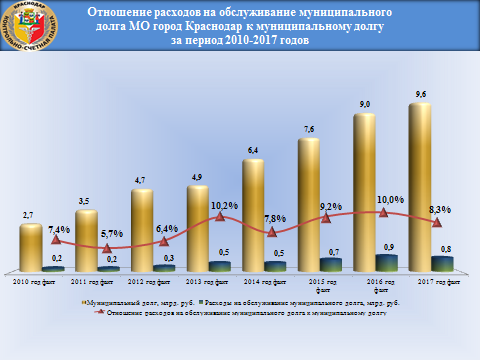 Отношение расходов на обслуживание муниципального
долга МО город Краснодар к муниципальному долгу
за период 2010-2017 годов
КОНТРОЛЬНО-СЧЕТНАЯ ПАЛАТА
КРАСНОДАР
2,7
3,5
4,7
4,9
6,4
7,6
9,0
9,6
7,4%
5,7%
6,4%
10,2%
7,8%
9,2%
10,0%
8,3%
0,2
0,2
0,3
0,5
0,5
0,7
0,9
0,8
2010 год факт
2011 год факт
2012 год факт
2013 год факт
2014 год факт
2015 год
факт
2016 год
факт
2017 год факт
Муниципальный долг, млрд. руб.
Расходы на обслуживание муниципального долга, млрд. руб.
Отношение расходов на обслуживание муниципального долга к муниципальному долгу